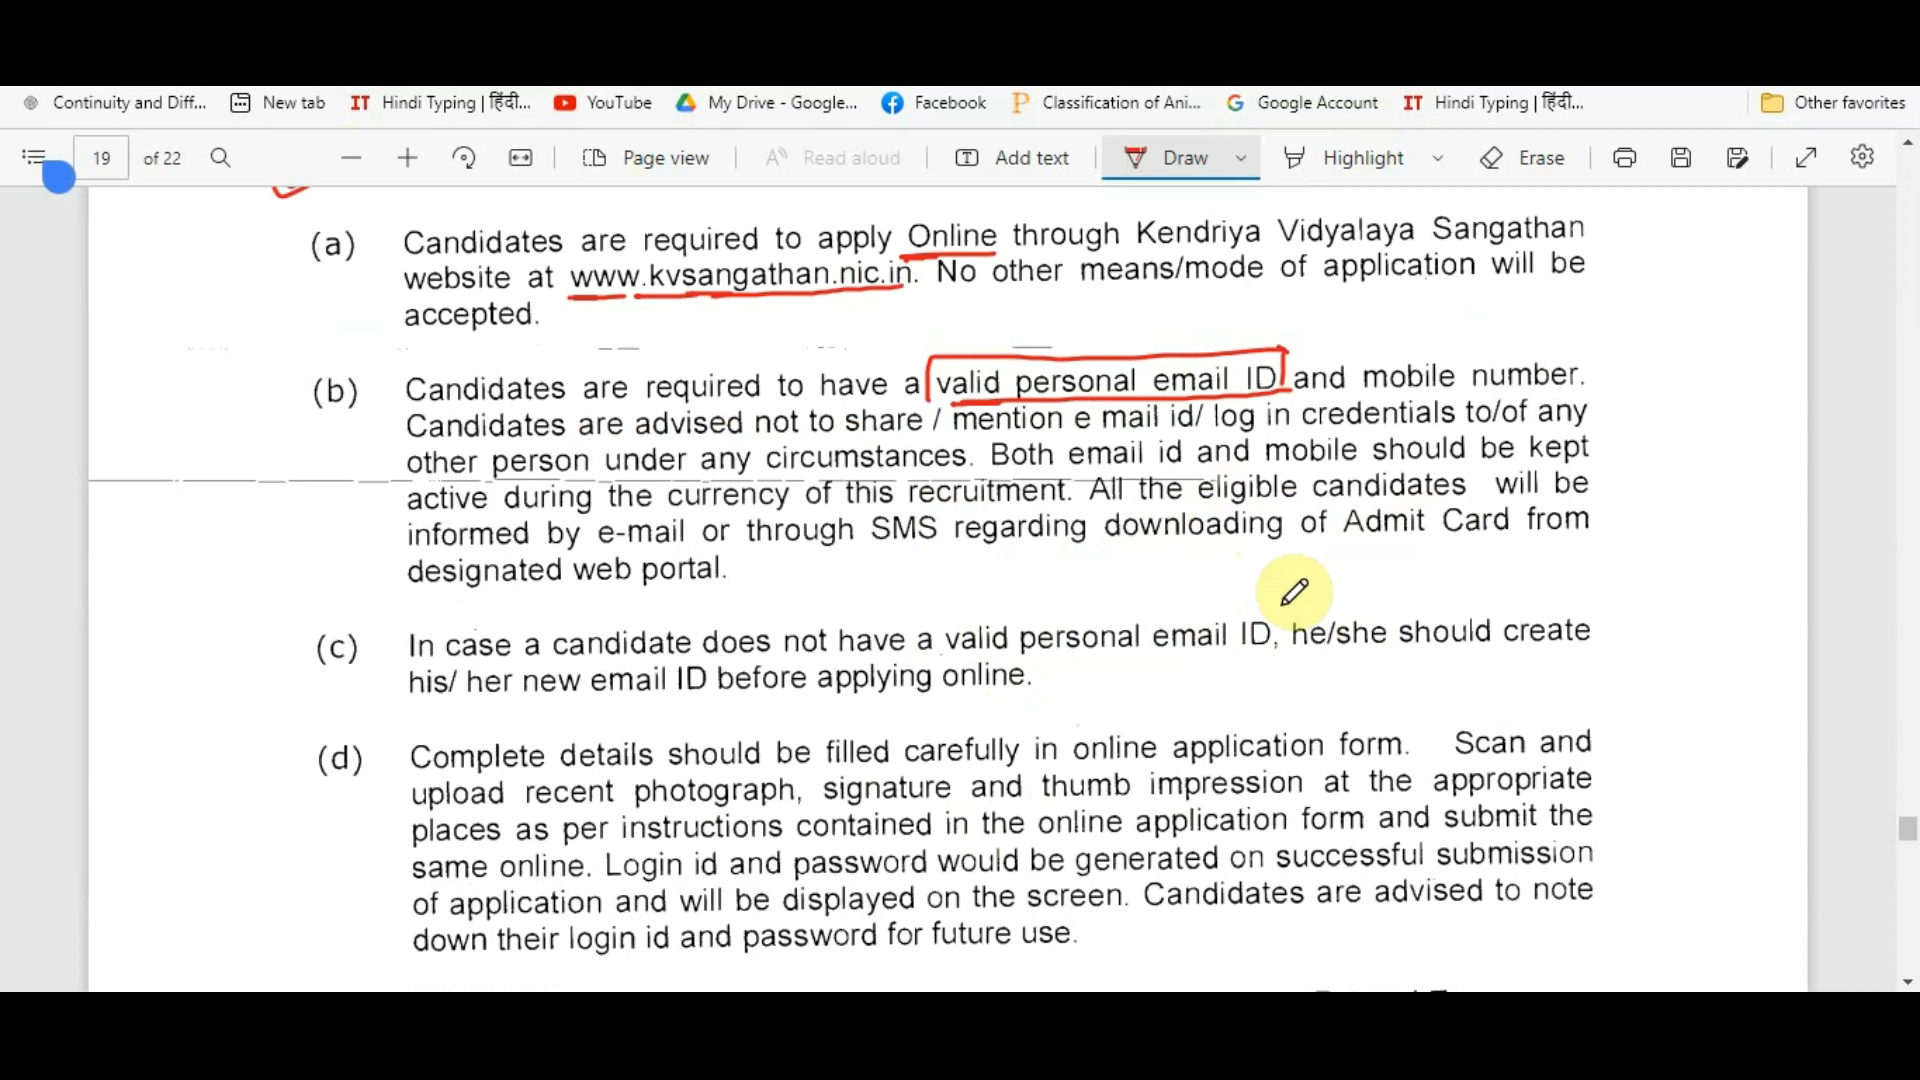 Continuity and Diff... New tab IT Hindi Typing | हिंदी... YouTube My Drive - Google... Facebook Classification of Ani... Google Account IT Hindi Typing | हिंदी... Other favorites
19 of 22 Page view Read aloud Add text Draw Highlight Erase
(a) Candidates are required to apply Online through Kendriya Vidyalaya Sangathan
website at www.kvsangathan.nic.in. No other means/mode of application will be
accepted.
(b) Candidates are required to have a valid personal email ID and mobile number.
Candidates are advised not to share / mention e mail id/ log in credentials to/of any
other person under any circumstances. Both email id and mobile should be kept
active during the currency of this recruitment. All the eligible candidates will be
informed by e-mail or through SMS regarding downloading of Admit Card from
designated web portal.
(c) In case a candidate does not have a valid personal email ID, he/she should create
his/ her new email ID before applying online.
(d) Complete details should be filled carefully in online application form. Scan and
upload recent photograph, signature and thumb impression at the appropriate
places as per instructions contained in the online application form and submit the
same online. Login id and password would be generated on successful submission
of application and will be displayed on the screen. Candidates are advised to note
down their login id and password for future use.